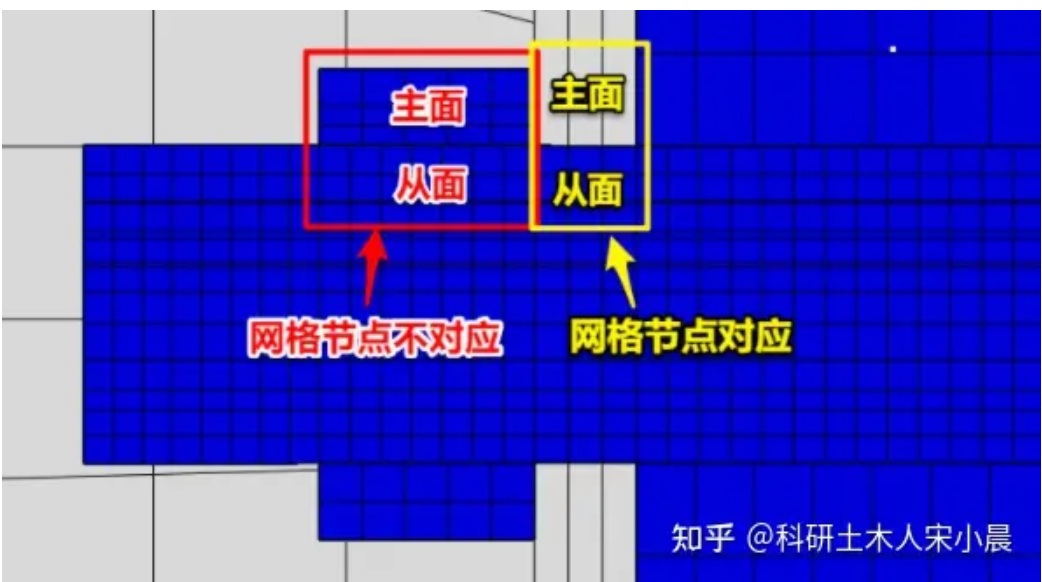 主面
主面
从面
从面
网格节点不对应
网格节点对应
知乎 @科研土木人宋小晨